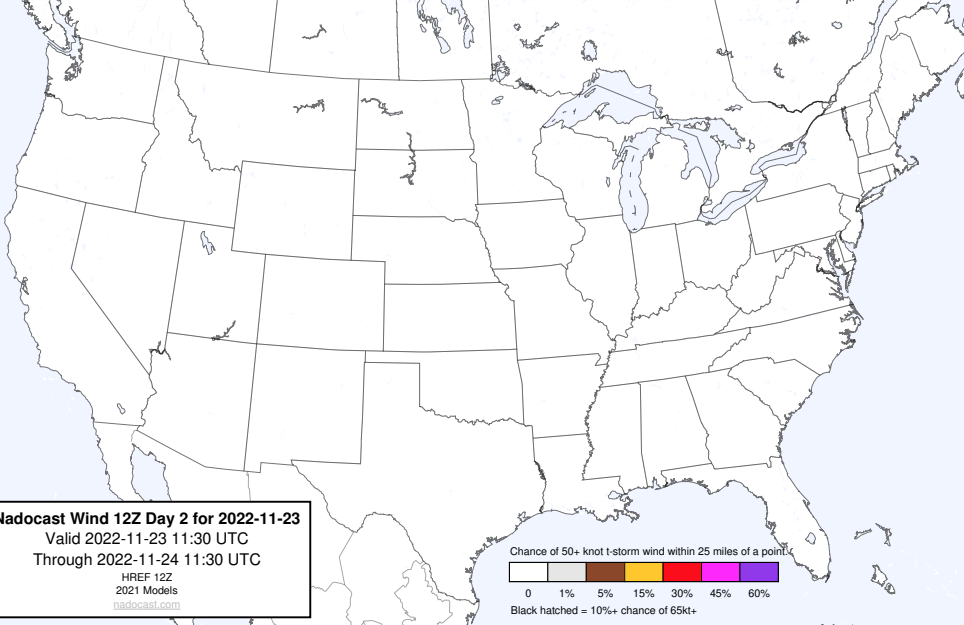 Nadocast Wind 12Z Day 2 for 2022-11-23
Valid 2022-11-23 11:30 UTC
Through 2022-11-24 11:30 UTC
HREF 12Z
2021 Models
nadocast.com
Chance of 50+ knot t-storm wind within 25 miles of a point.
0 1% 5% 15% 30% 45% 60%
Black hatched = 10%+ chance of 65kt+